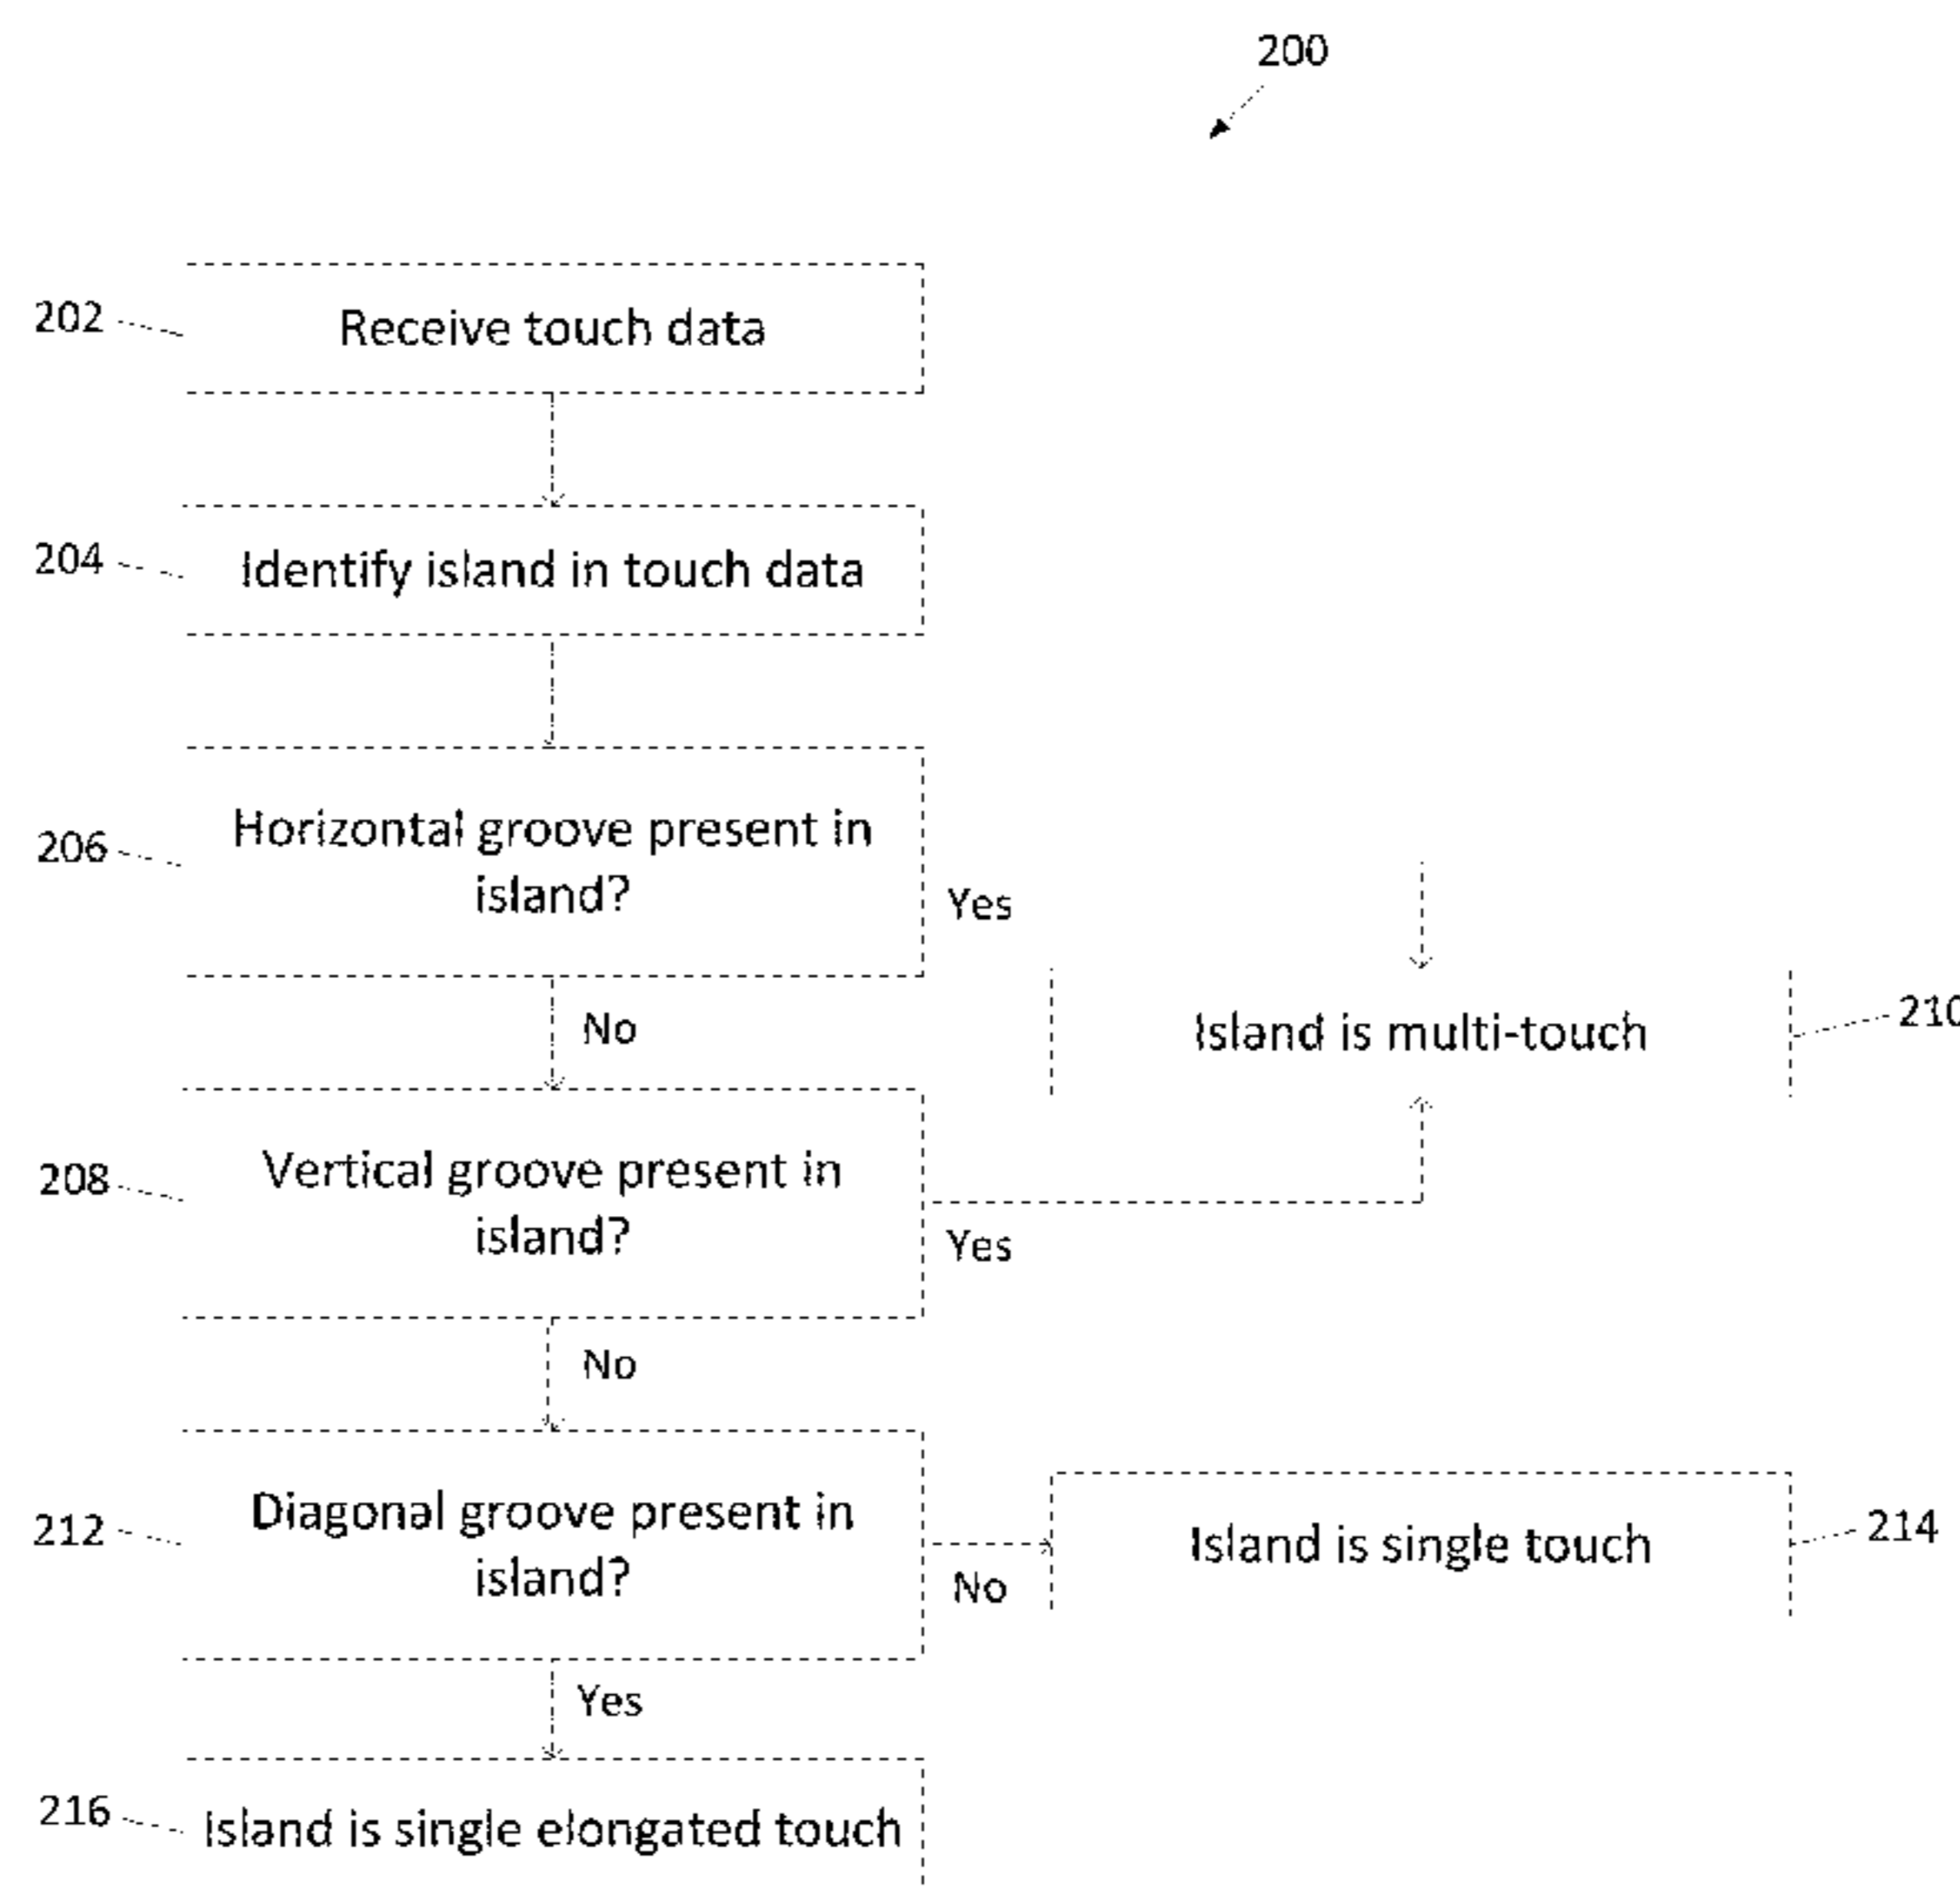 200
202
Receive touch data
204
Identify island in touch data
206
Horizontal groove present in
island?
Yes
No
Island is multi-touch
210
208
Vertical groove present in
island?
Yes
No
212
Diagonal groove present in
island?
No
Island is single touch
214
Yes
216
Island is single elongated touch